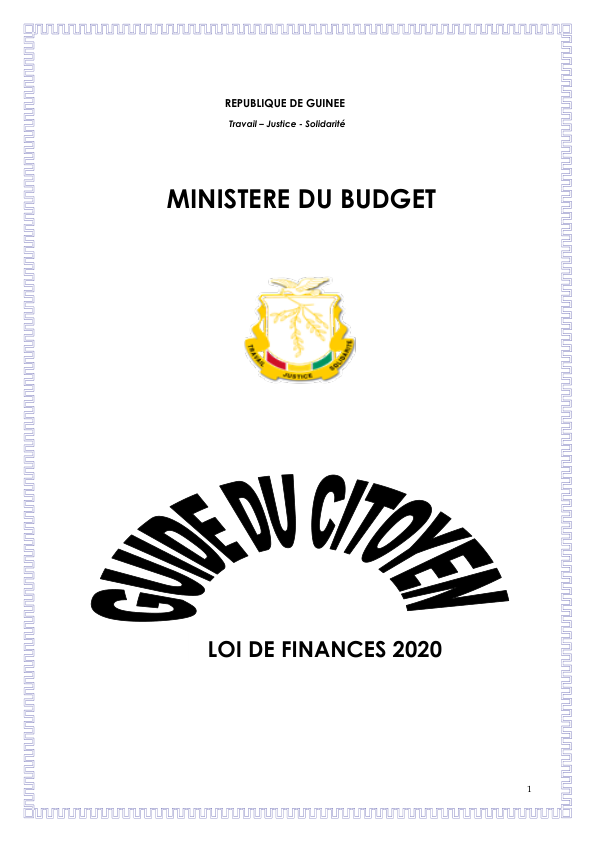 REPUBLIQUE DE GUINEE
Travail – Justice - Solidarité
MINISTERE DU BUDGET
TRAVAIL JUSTICE SOLIDARITÉ
GUIDE DU CITOYEN
LOI DE FINANCES 2020
1